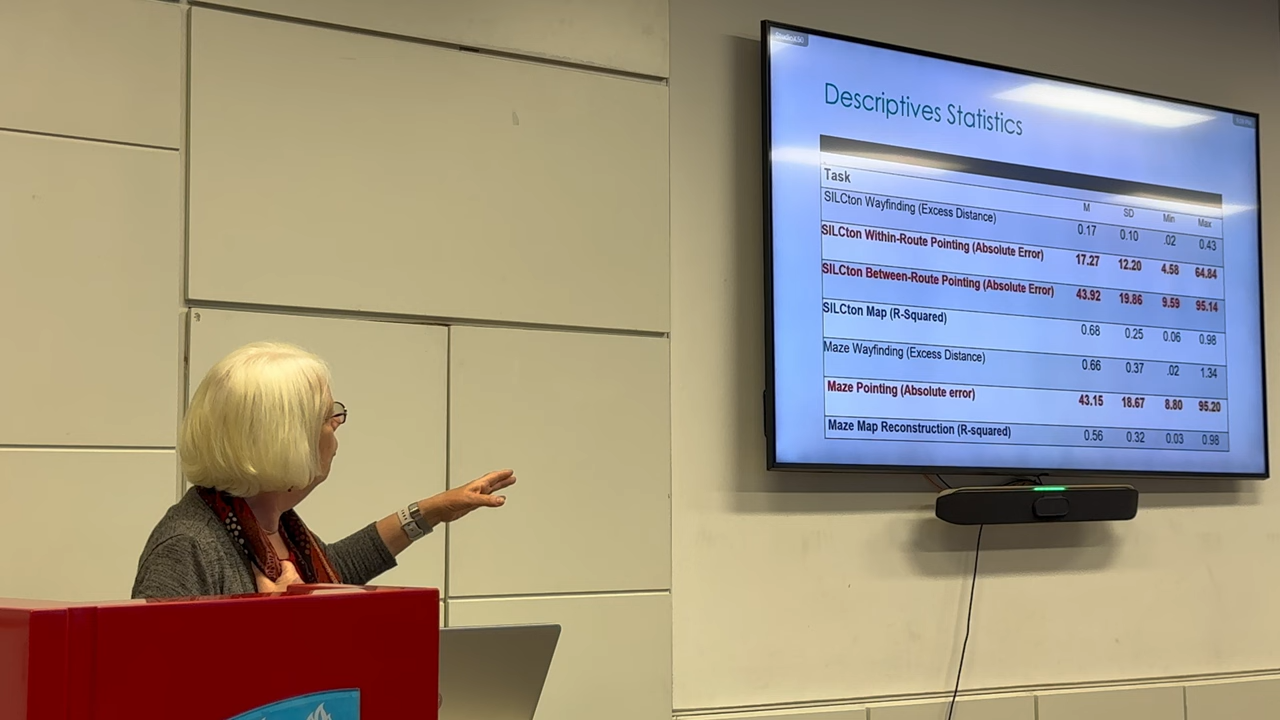 Descriptives Statistics
Task M SD Min Max
SILCton Wayfinding (Excess Distance) 0.17 0.10 .02 0.43
SILCton Within-Route Pointing (Absolute Error) 17.27 12.20 4.58 64.84
SILCton Between-Route Pointing (Absolute Error) 43.92 19.86 9.59 95.14
SILCton Map (R-Squared) 0.68 0.25 0.06 0.98
Maze Wayfinding (Excess Distance) 0.66 0.37 .02 1.34
Maze Pointing (Absolute error) 43.15 18.67 8.80 95.20
Maze Map Reconstruction (R-squared) 0.56 0.32 0.03 0.98